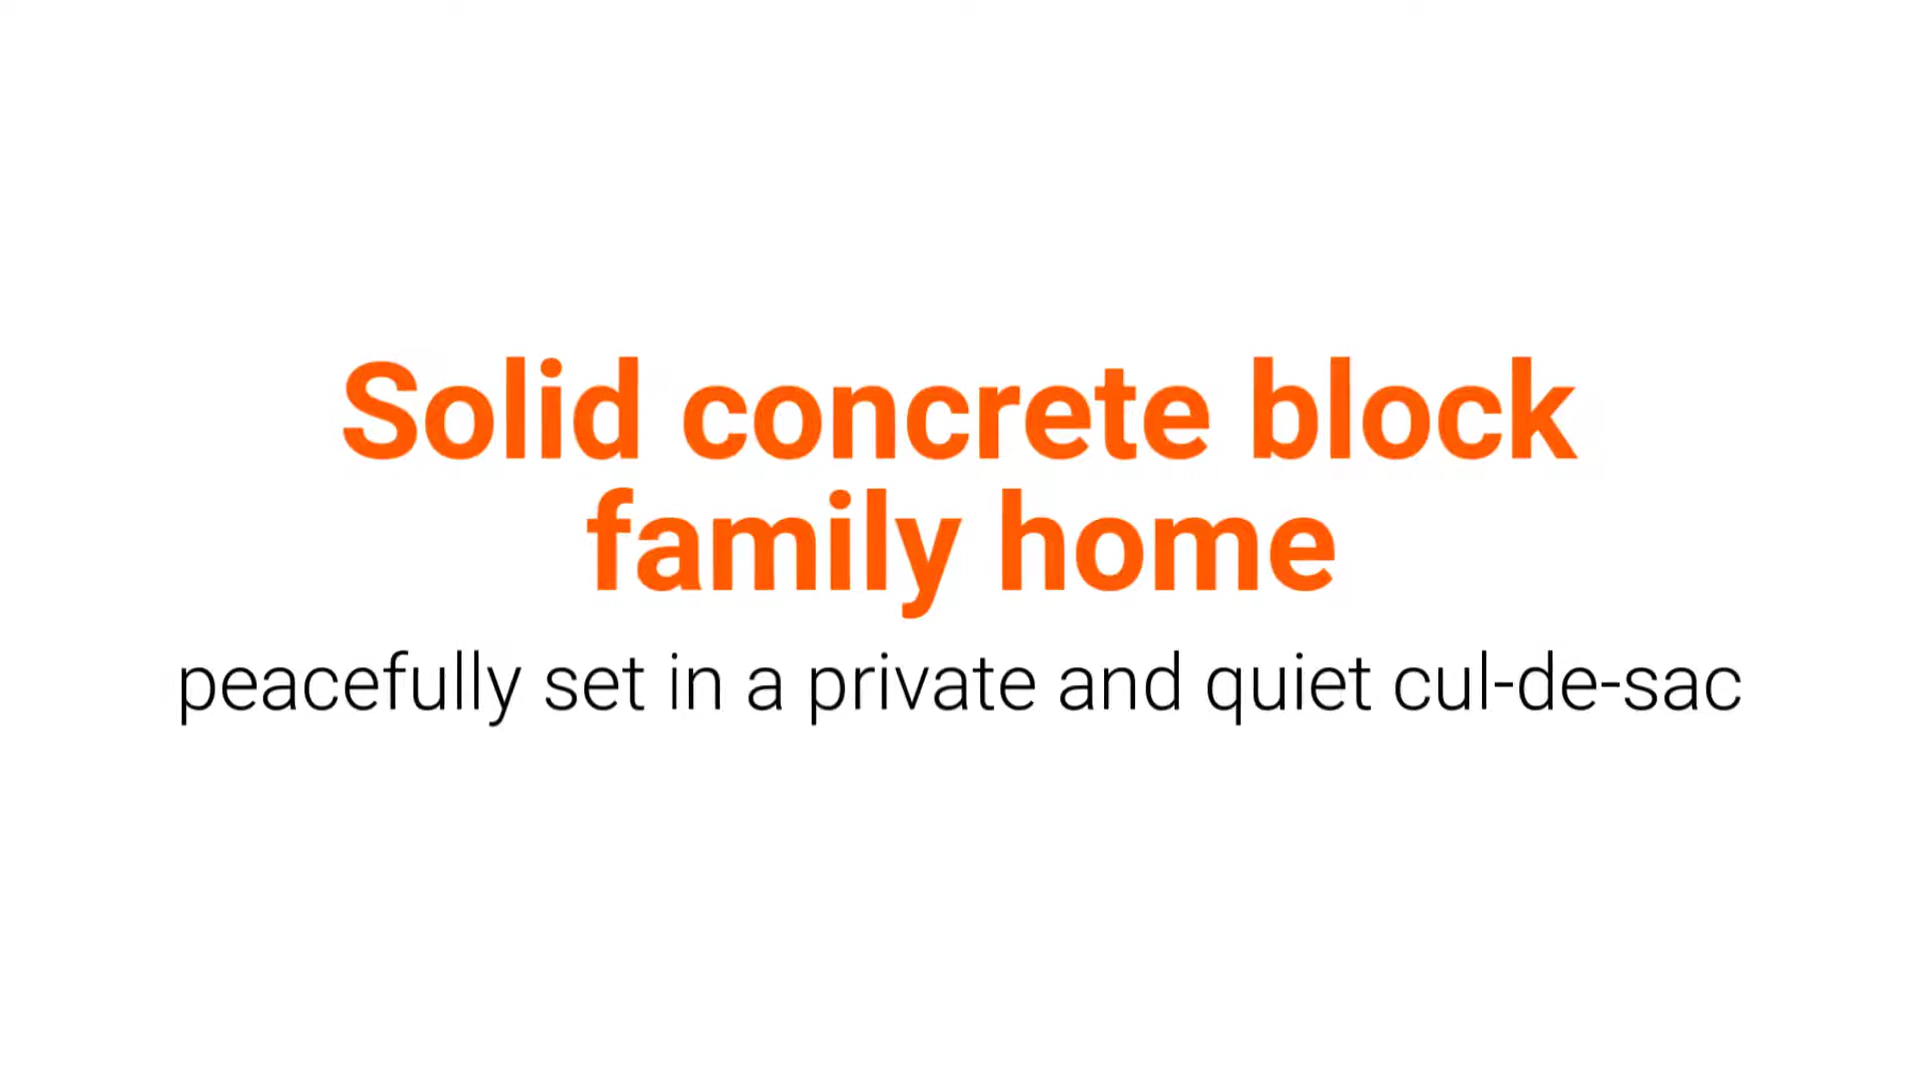 Solid concrete block
family home
peacefully set in a private and quiet cul-de-sac